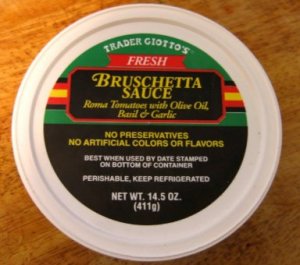 TRADER GIOTTO'S
FRESH
BRUSCHETTA
SAUCE
Roma Tomatoes with Olive Oil,
Basil & Garlic
NO PRESERVATIVES
NO ARTIFICIAL COLORS OR FLAVORS
BEST WHEN USED BY DATE STAMPED
ON BOTTOM OF CONTAINER
PERISHABLE, KEEP REFRIGERATED
NET WT. 14.5 OZ.
(411g)